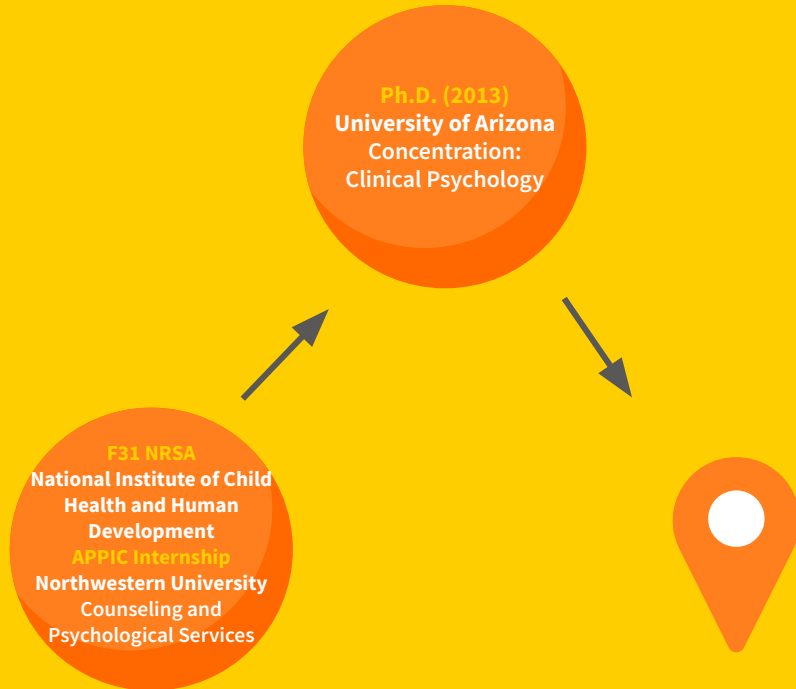 Ph.D. (2013)
University of Arizona
Concentration:
Clinical Psychology
F31 NRSA
National Institute of Child
Health and Human
Development
APPIC Internship
Northwestern University
Counseling and
Psychological Services